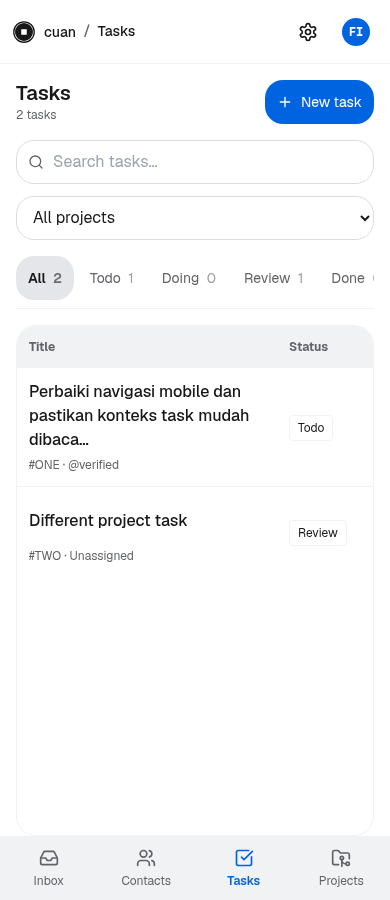 cuan / Tasks
FI
Tasks
2 tasks
+ New task
Search tasks...
All projects
All 2 Todo 1 Doing 0 Review 1 Done
Title Status
Perbaiki navigasi mobile dan
pastikan konteks task mudah
dibaca...
Todo
#ONE · @verified
Different project task
Review
#TWO · Unassigned
Inbox Contacts Tasks Projects